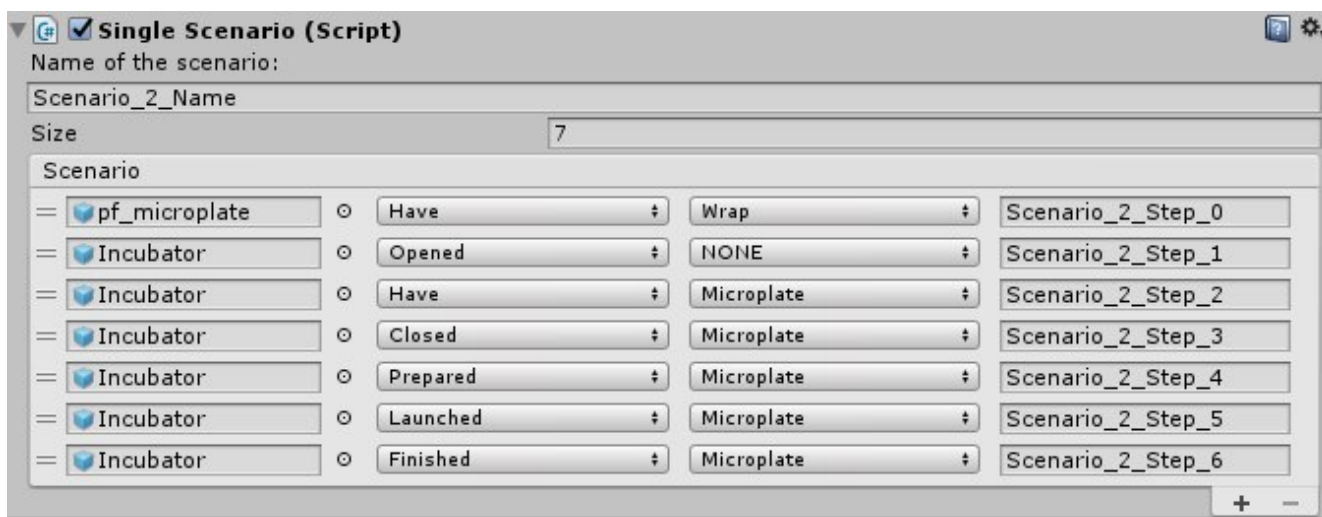 Single Scenario (Script)
Name of the scenario:
Scenario_2_Name
Size 7
Scenario
pf_microplate Have Wrap Scenario_2_Step_0
Incubator Opened NONE Scenario_2_Step_1
Incubator Have Microplate Scenario_2_Step_2
Incubator Closed Microplate Scenario_2_Step_3
Incubator Prepared Microplate Scenario_2_Step_4
Incubator Launched Microplate Scenario_2_Step_5
Incubator Finished Microplate Scenario_2_Step_6